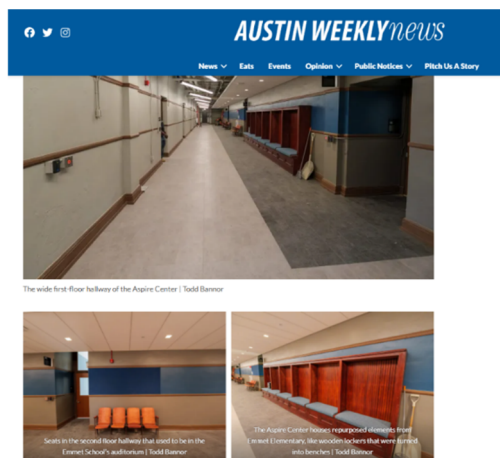 AUSTIN WEEKLY news
News Eats Events Opinion Public Notices Pitch Us A Story
The wide first-floor hallway of the Aspire Center | Todd Bannor
Seats in the second floor hallway that used to be in the
Emmet School's auditorium | Todd Bannor
The Aspire Center houses repurposed elements from
Emmet Elementary, like wooden lockers that were turned
into benches | Todd Bannor